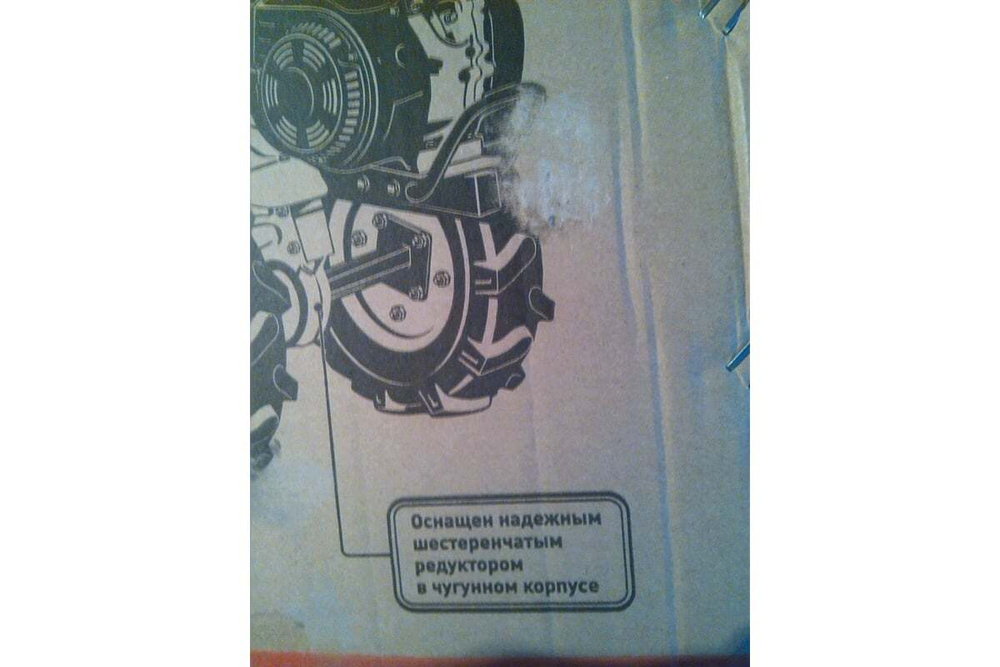 Оснащен надежным
шестеренчатым
редуктором
в чугунном корпусе